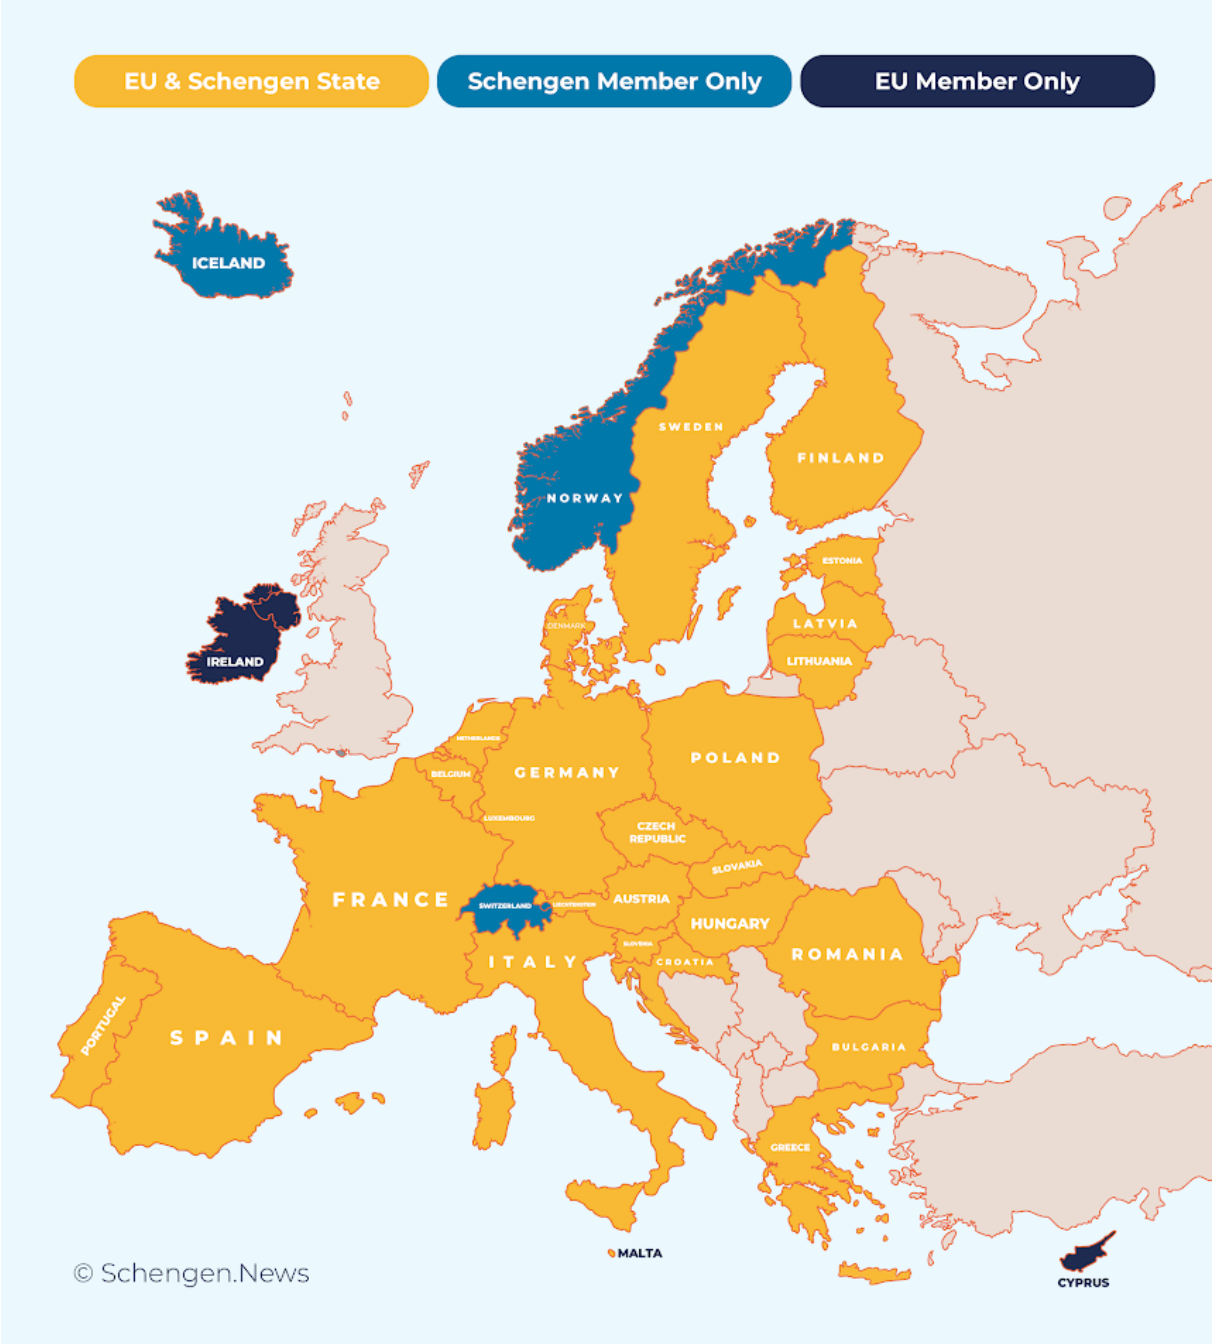 EU & Schengen State
Schengen Member Only
EU Member Only
ICELAND
SWEDEN
FINLAND
NORWAY
ESTONIA
DENMARK
LATVIA
IRELAND
LITHUANIA
NETHERLANDS
POLAND
BELGIUM
GERMANY
LUXEMBOURG
CZECH
REPUBLIC
SLOVAKIA
FRANCE
SWITZERLAND
LIECHTENSTEIN
AUSTRIA
HUNGARY
SLOVENIA
ROMANIA
ITALY
CROATIA
PORTUGAL
SPAIN
BULGARIA
GREECE
MALTA
© Schengen.News
CYPRUS